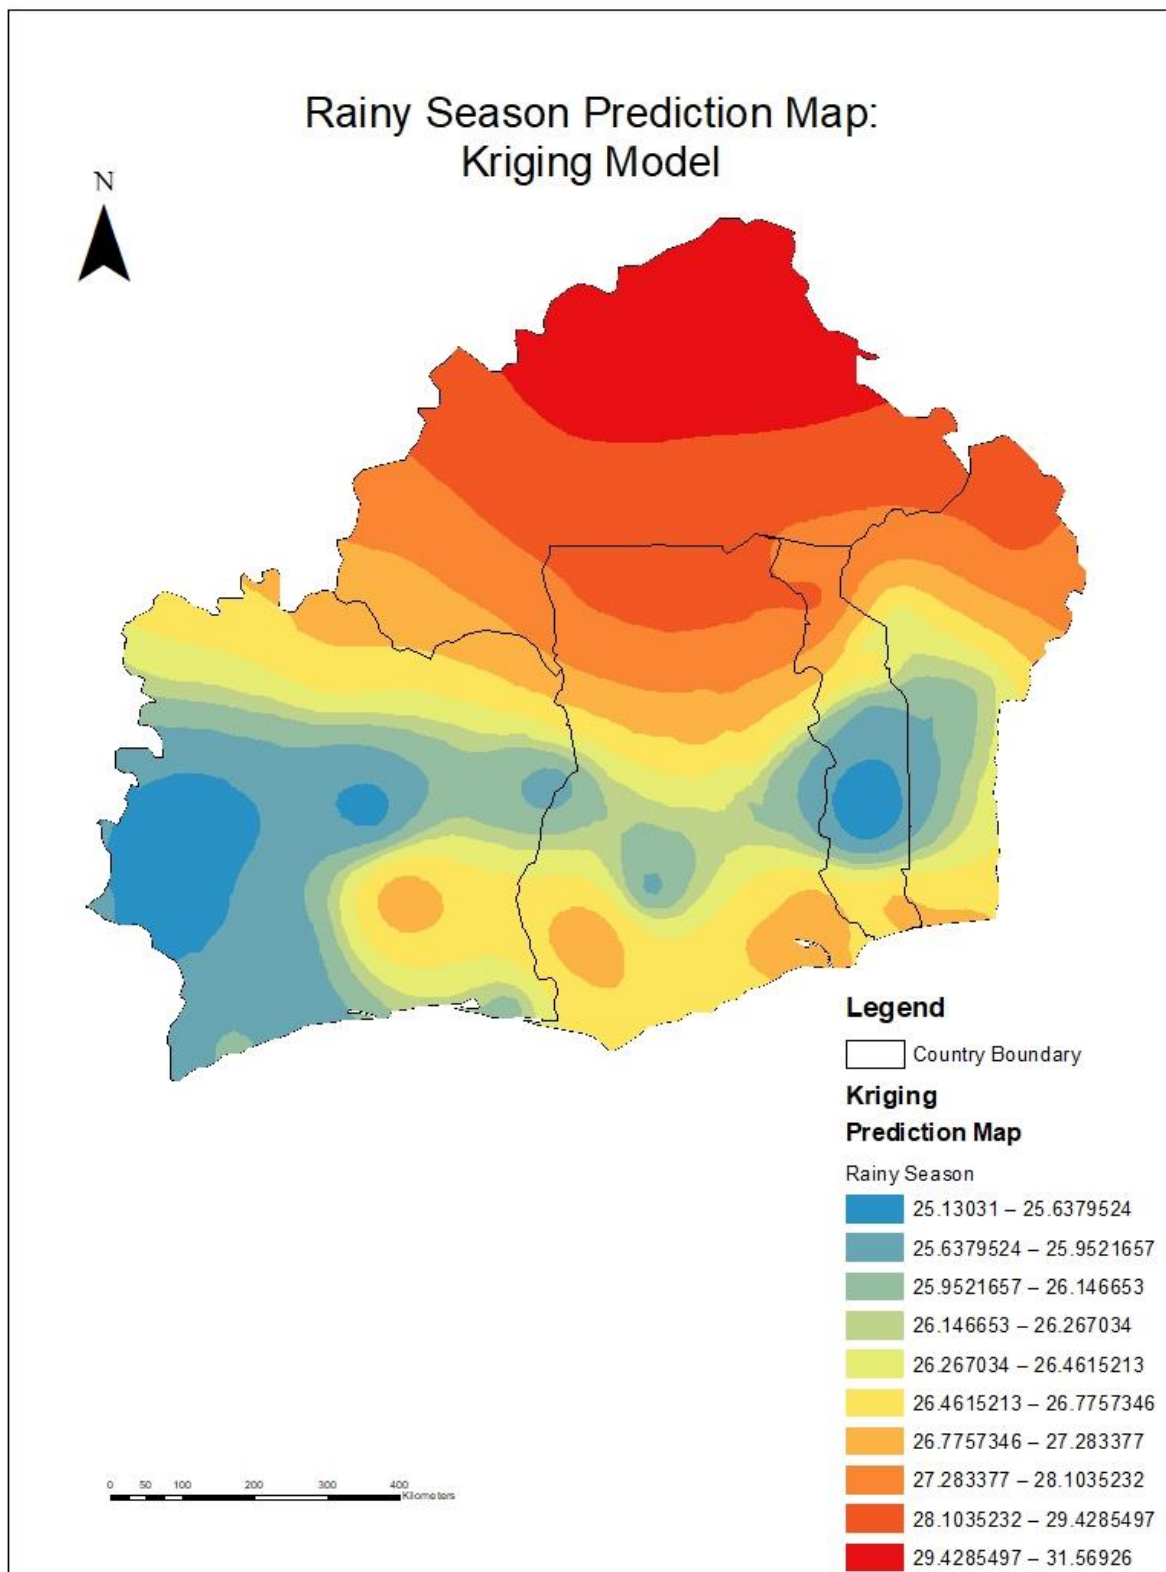 Rainy Season Prediction Map:
Kriging Model
N
Legend
Country Boundary
Kriging
Prediction Map
Rainy Season
25.13031 – 25.6379524
25.6379524 – 25.9521657
25.9521657 – 26.146653
26.146653 – 26.267034
26.267034 – 26.4615213
26.4615213 – 26.7757346
26.7757346 – 27.283377
27.283377 – 28.1035232
28.1035232 – 29.4285497
29.4285497 – 31.56926
0 50 100 200 300 400
Kilometers